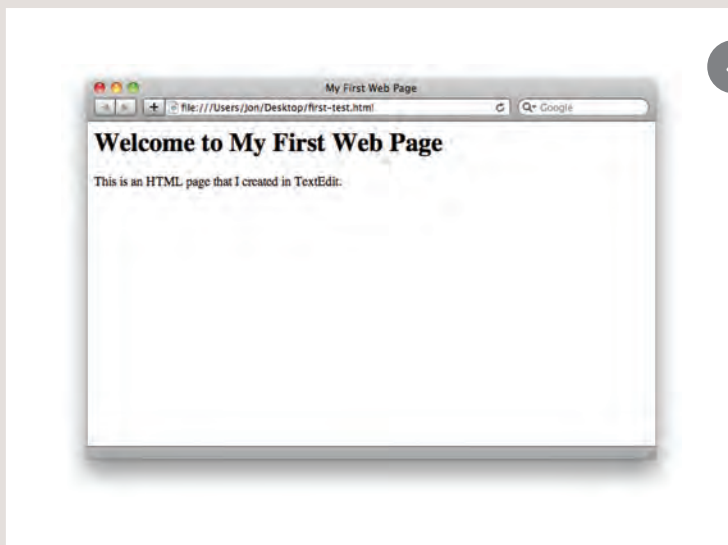 My First Web Page
+ file:///Users/Jon/Desktop/first-test.html Q Google
Welcome to My First Web Page
This is an HTML page that I created in TextEdit.